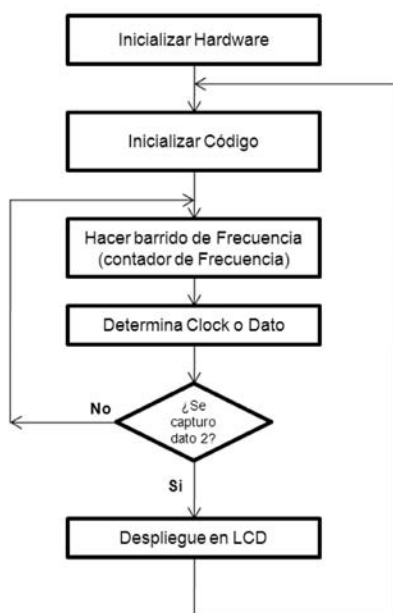 Inicializar Hardware
Inicializar Código
Hacer barrido de Frecuencia
(contador de Frecuencia)
Determina Clock o Dato
¿Se
capturo
dato 2?
No
Si
Despliegue en LCD